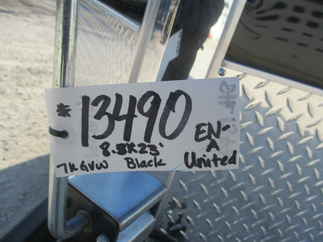 *13490
8.5x23'
EN-A
7K GVW Black United